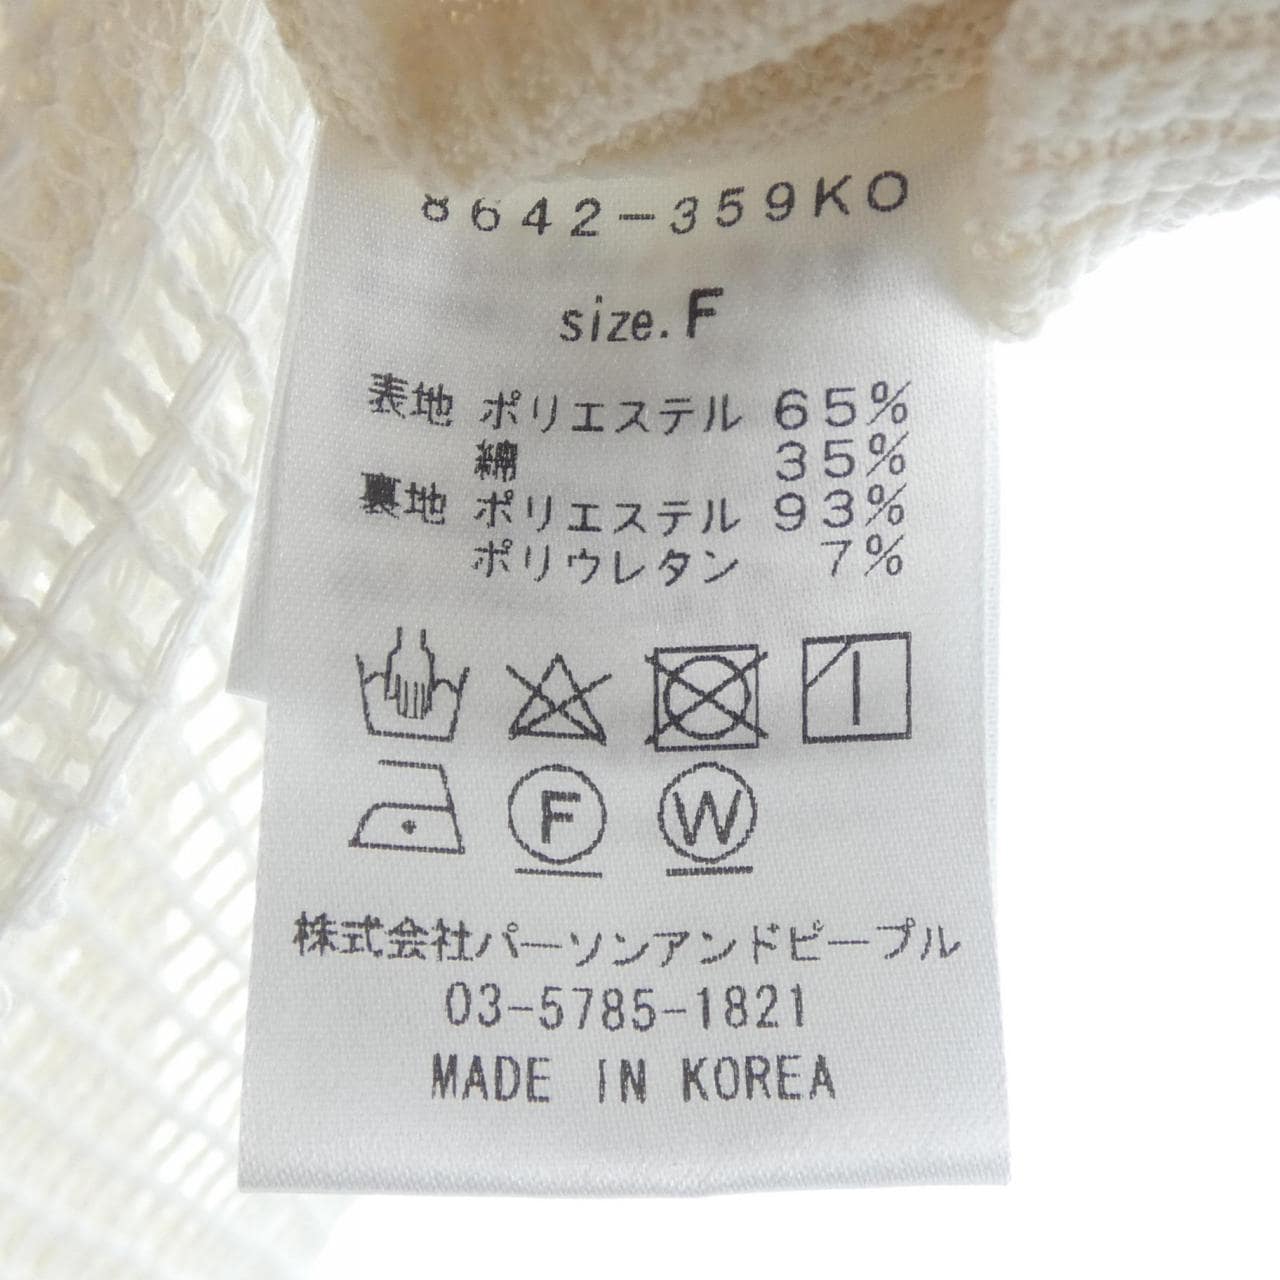 8642-359KO
size.F
表地 ポリエステル 65%
綿 35%
裏地 ポリエステル 93%
ポリウレタン 7%
F W
株式会社パーソンアンドピープル
03-5785-1821
MADE IN KOREA